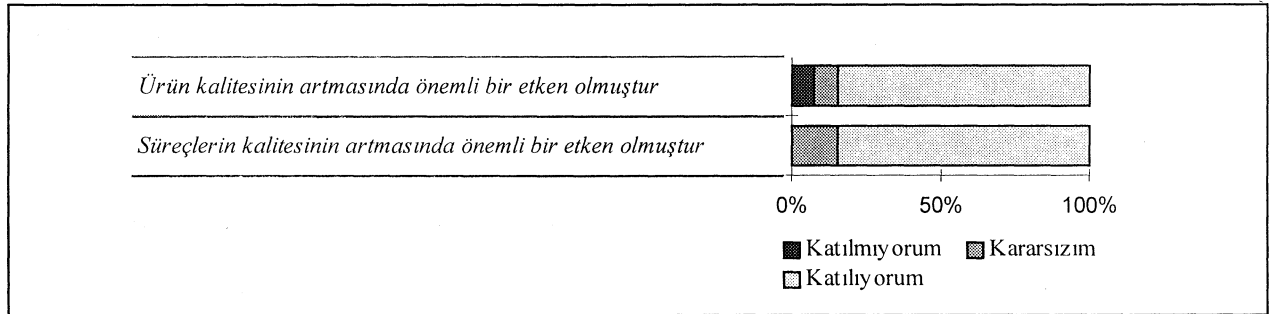 Ürün kalitesinin artmasında önemli bir etken olmuştur
Süreçlerin kalitesinin artmasında önemli bir etken olmuştur
0% 50% 100%
Katılmıyorum Kararsızım
Katılıyorum